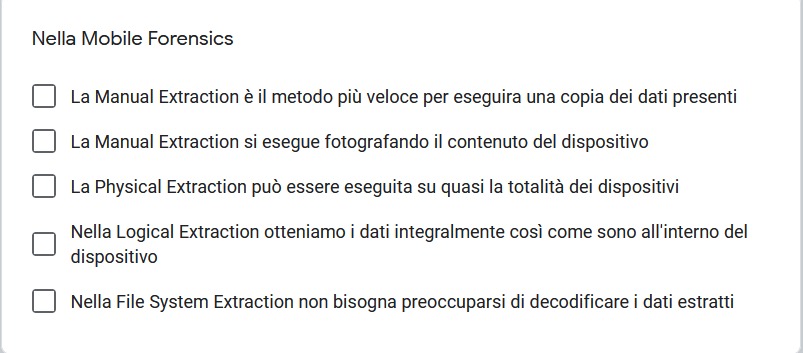 Nella Mobile Forensics
La Manual Extraction è il metodo più veloce per eseguira una copia dei dati presenti
La Manual Extraction si esegue fotografando il contenuto del dispositivo
La Physical Extraction può essere eseguita su quasi la totalità dei dispositivi
Nella Logical Extraction otteniamo i dati integralmente così come sono all'interno del
dispositivo
Nella File System Extraction non bisogna preoccuparsi di decodificare i dati estratti